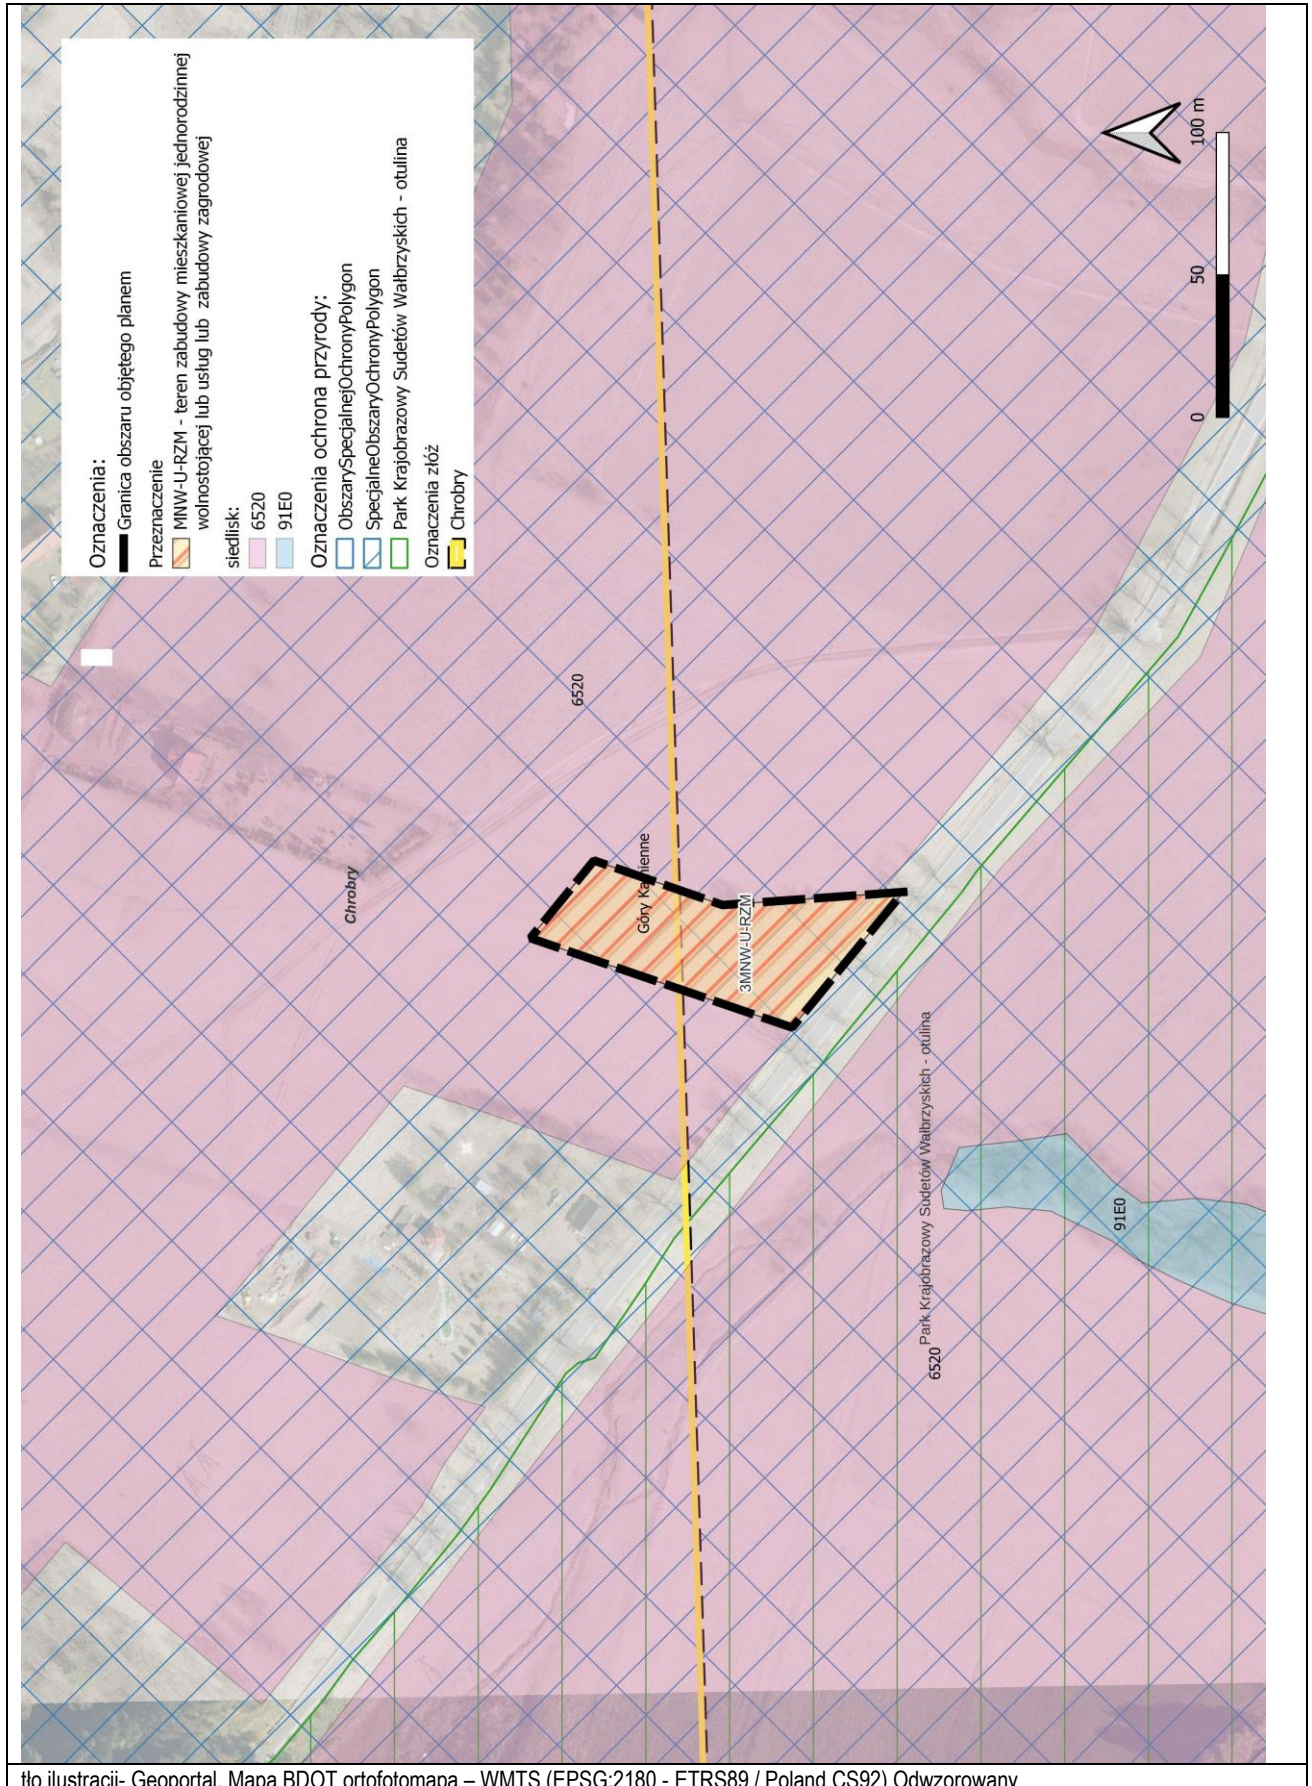 Oznaczenia:
Granica obszaru objętego planem
Przeznaczenie
MNW-U-RZM - teren zabudowy mieszkaniowej jednorodzinnej
wolnostojącej lub usług lub zabudowy zagrodowej
siedlisk:
6520
91E0
Oznaczenia ochrona przyrody:
ObszarySpecjalnejOchronyPolygon
SpecjalneObszaryOchronyPolygon
Park Krajobrazowy Sudetów Wałbrzyskich - otulina
Oznaczenia złóż
Chrobry
0 50 100 m
Chrobry
6520
Góry Kamienne
3MNW-U-RZM
Park Krajobrazowy Sudetów Wałbrzyskich - otulina
6520
91E0
tło ilustracji- Geoportal, Mapa BDOT ortofotomapa – WMTS (EPSG:2180 - ETRS89 / Poland CS92) Odwzorowany